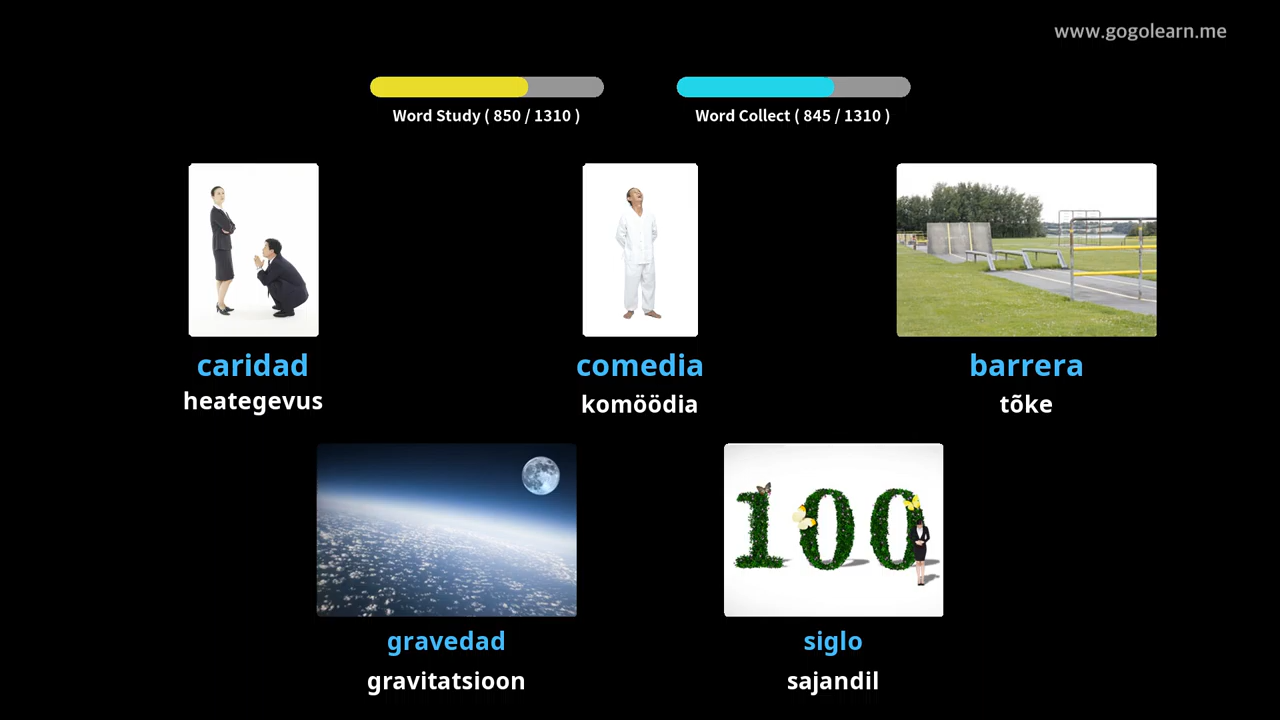 www.gogolearn.me
Word Study ( 850 / 1310 )
Word Collect ( 845 / 1310 )
caridad
heategevus
comedia
komöödia
barrera
tõke
100
gravedad
gravitatsioon
siglo
sajandil